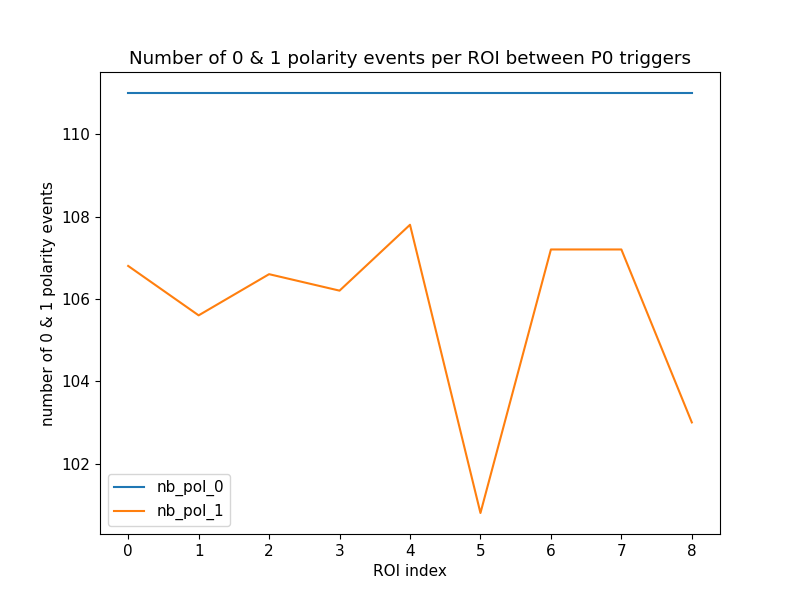 Number of 0 & 1 polarity events per ROI between P0 triggers
number of 0 & 1 polarity events
110
108
106
104
102
nb_pol_0
nb_pol_1
0 1 2 3 4 5 6 7 8
ROI index